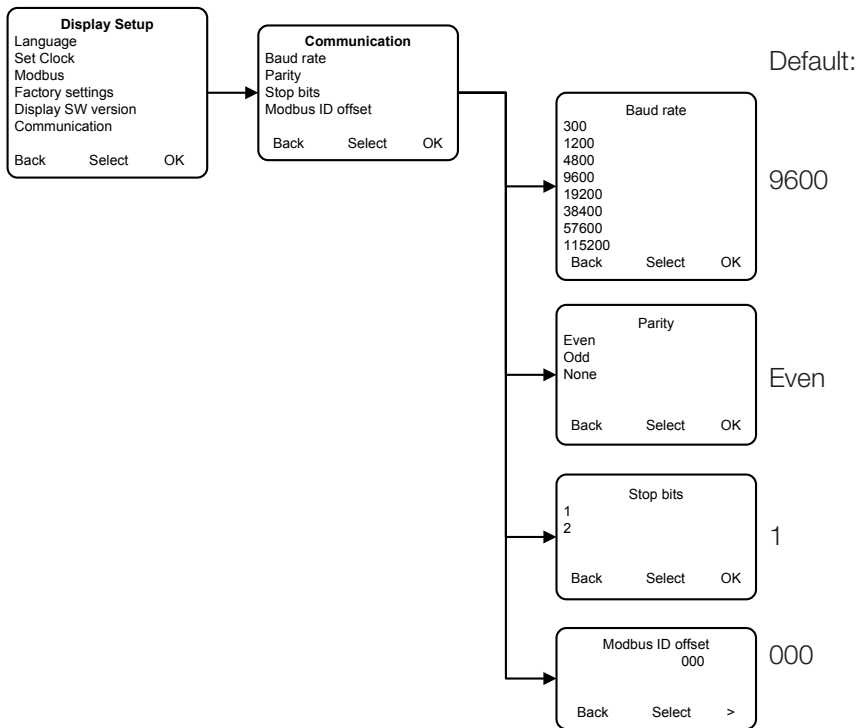 Display Setup
Language
Set Clock
Modbus
Factory settings
Display SW version
Communication
Back Select OK
Communication
Baud rate
Parity
Stop bits
Modbus ID offset
Back Select OK
Default:
Baud rate
300
1200
4800
9600
19200
38400
57600
115200
Back Select OK
9600
Parity
Even
Odd
None
Back Select OK
Even
Stop bits
1
2
Back Select OK
1
Modbus ID offset
000
Back Select >
000